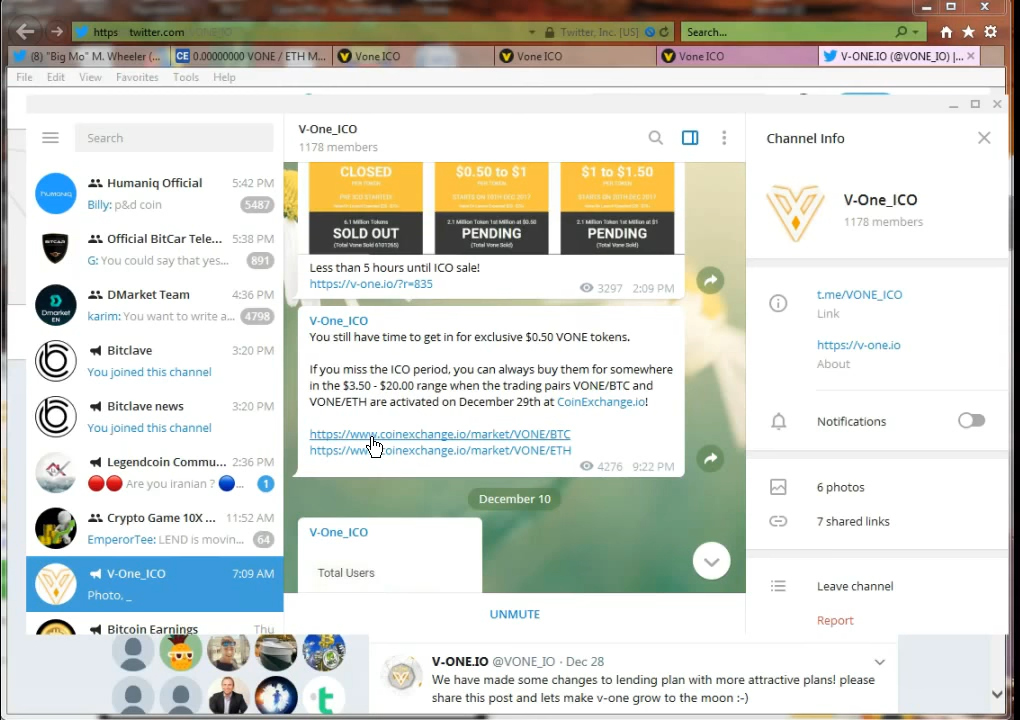 https twitter.com
Twitter, Inc. [US]
Search...
(8) "Big Mo" M. Wheeler (...
CE 0.00000000 VONE / ETH M...
Vone ICO
Vone ICO
Vone ICO
V-ONE.IO (@VONE_IO) |...
File Edit View Favorites Tools Help
Search
Humaniq Official 5:42 PM
Billy: p&d coin 5487
Official BitCar Tele... 5:38 PM
G: You could say that yes... 891
DMarket Team 4:36 PM
karim: You want to write a... 4798
Bitclave 3:20 PM
You joined this channel
Bitclave news 3:20 PM
You joined this channel
Legendcoin Commu... 2:36 PM
Are you iranian ? ... 1
Crypto Game 10X ... 11:52 AM
EmperorTee: LEND is movin... 64
V-One_ICO 7:09 AM
Photo, _
Bitcoin Earnings Thu
V-One_ICO
1178 members
CLOSED
PER TOKEN
PRE ICO STARTED
6.1 Million Tokens
SOLD OUT
(Total Vone Sold 6101265)
$0.50 to $1
PER TOKEN
2.1 Million Token 1st Million at $0.50
PENDING
(Total Vone Sold)
$1 to $1.50
PER TOKEN
2.1 Million Token 1st Million at $1
PENDING
(Total Vone Sold)
Less than 5 hours until ICO sale!
https://v-one.io/?r=835
3297 2:09 PM
V-One_ICO
You still have time to get in for exclusive $0.50 VONE tokens.
If you miss the ICO period, you can always buy them for somewhere
in the $3.50 - $20.00 range when the trading pairs VONE/BTC and
VONE/ETH are activated on December 29th at CoinExchange.io!
https://www.coinexchange.io/market/VONE/BTC
https://www.coinexchange.io/market/VONE/ETH
4276 9:22 PM
December 10
V-One_ICO
Total Users
UNMUTE
Channel Info
V-One_ICO
1178 members
t.me/VONE_ICO
Link
https://v-one.io
About
Notifications
6 photos
7 shared links
Leave channel
Report
V-ONE.IO @VONE_IO · Dec 28
We have made some changes to lending plan with more attractive plans! please
share this post and lets make v-one grow to the moon :-)